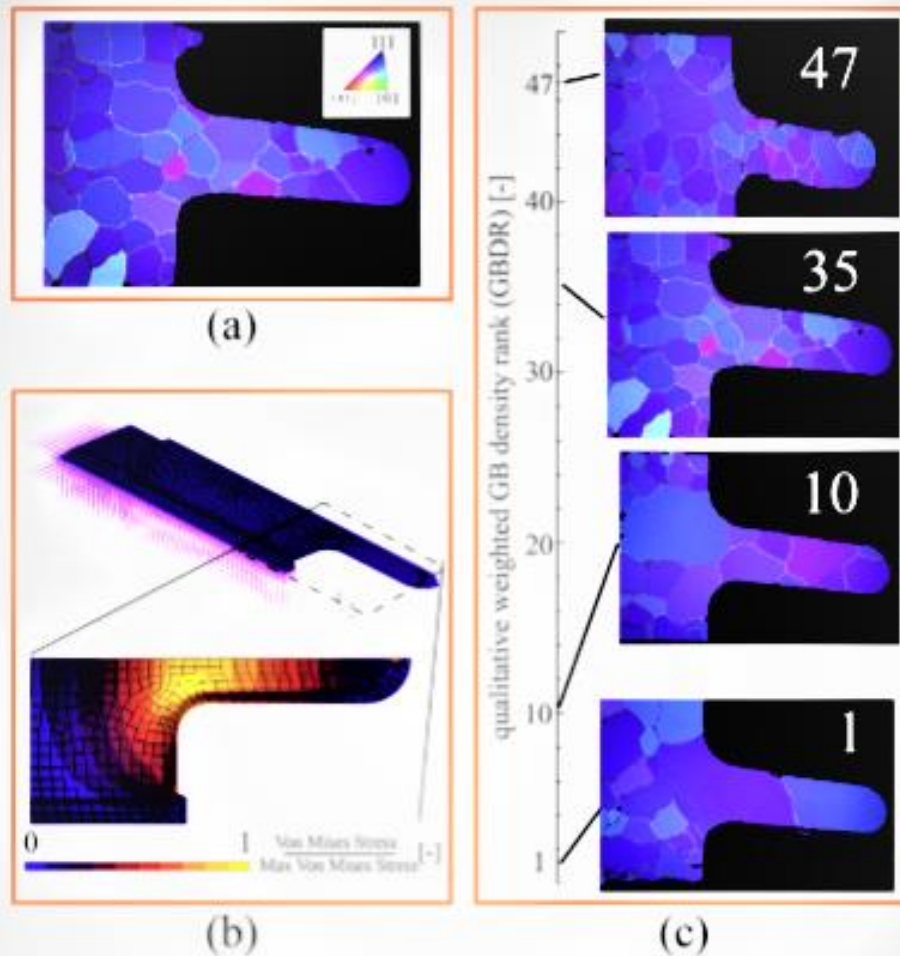 111
101
47
35
10
1
qualitative weighted GB density rank (GBDR) [-]
47
40
30
20
10
1
(a)
0
1
Von Mises Stress
Max Von Mises Stress
[-]
(b)
(c)